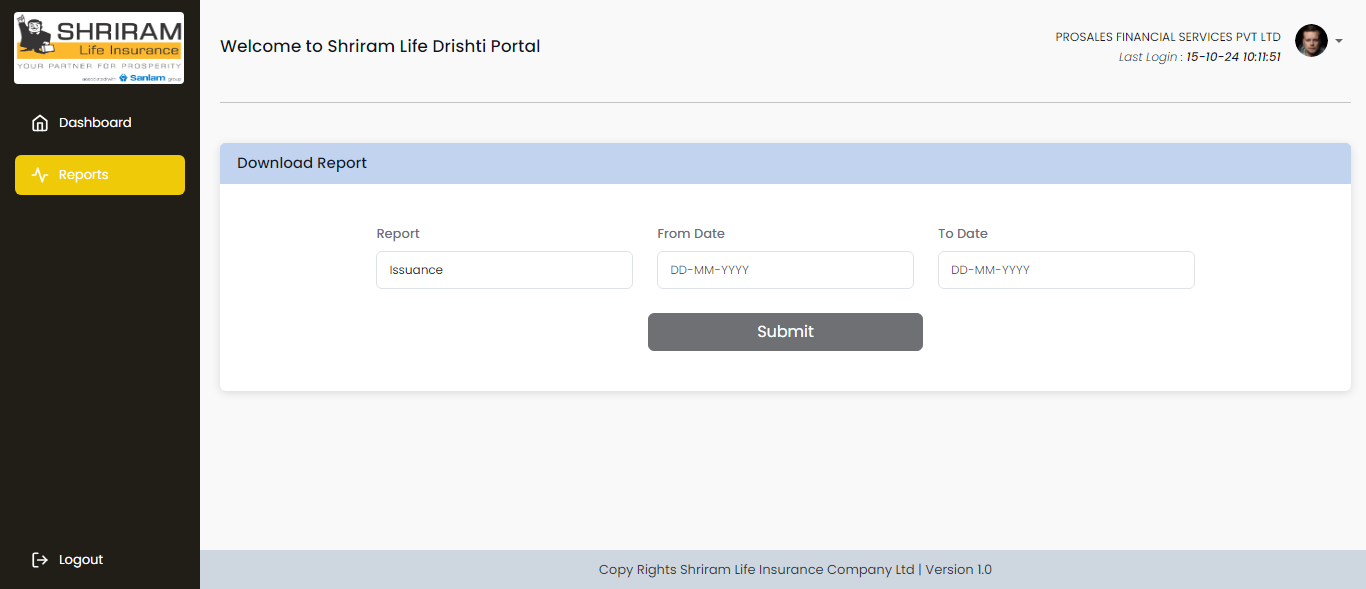 SHRIRAM
Life Insurance
YOUR PARTNER FOR PROSPERITY
Sanlam group
Dashboard
Reports
Logout
Welcome to Shriram Life Drishti Portal
PROSALES FINANCIAL SERVICES PVT LTD
Last Login : 15-10-24 10:11:51
Download Report
Report
From Date
To Date
Issuance
DD-MM-YYYY
DD-MM-YYYY
Submit
Copy Rights Shriram Life Insurance Company Ltd | Version 1.0